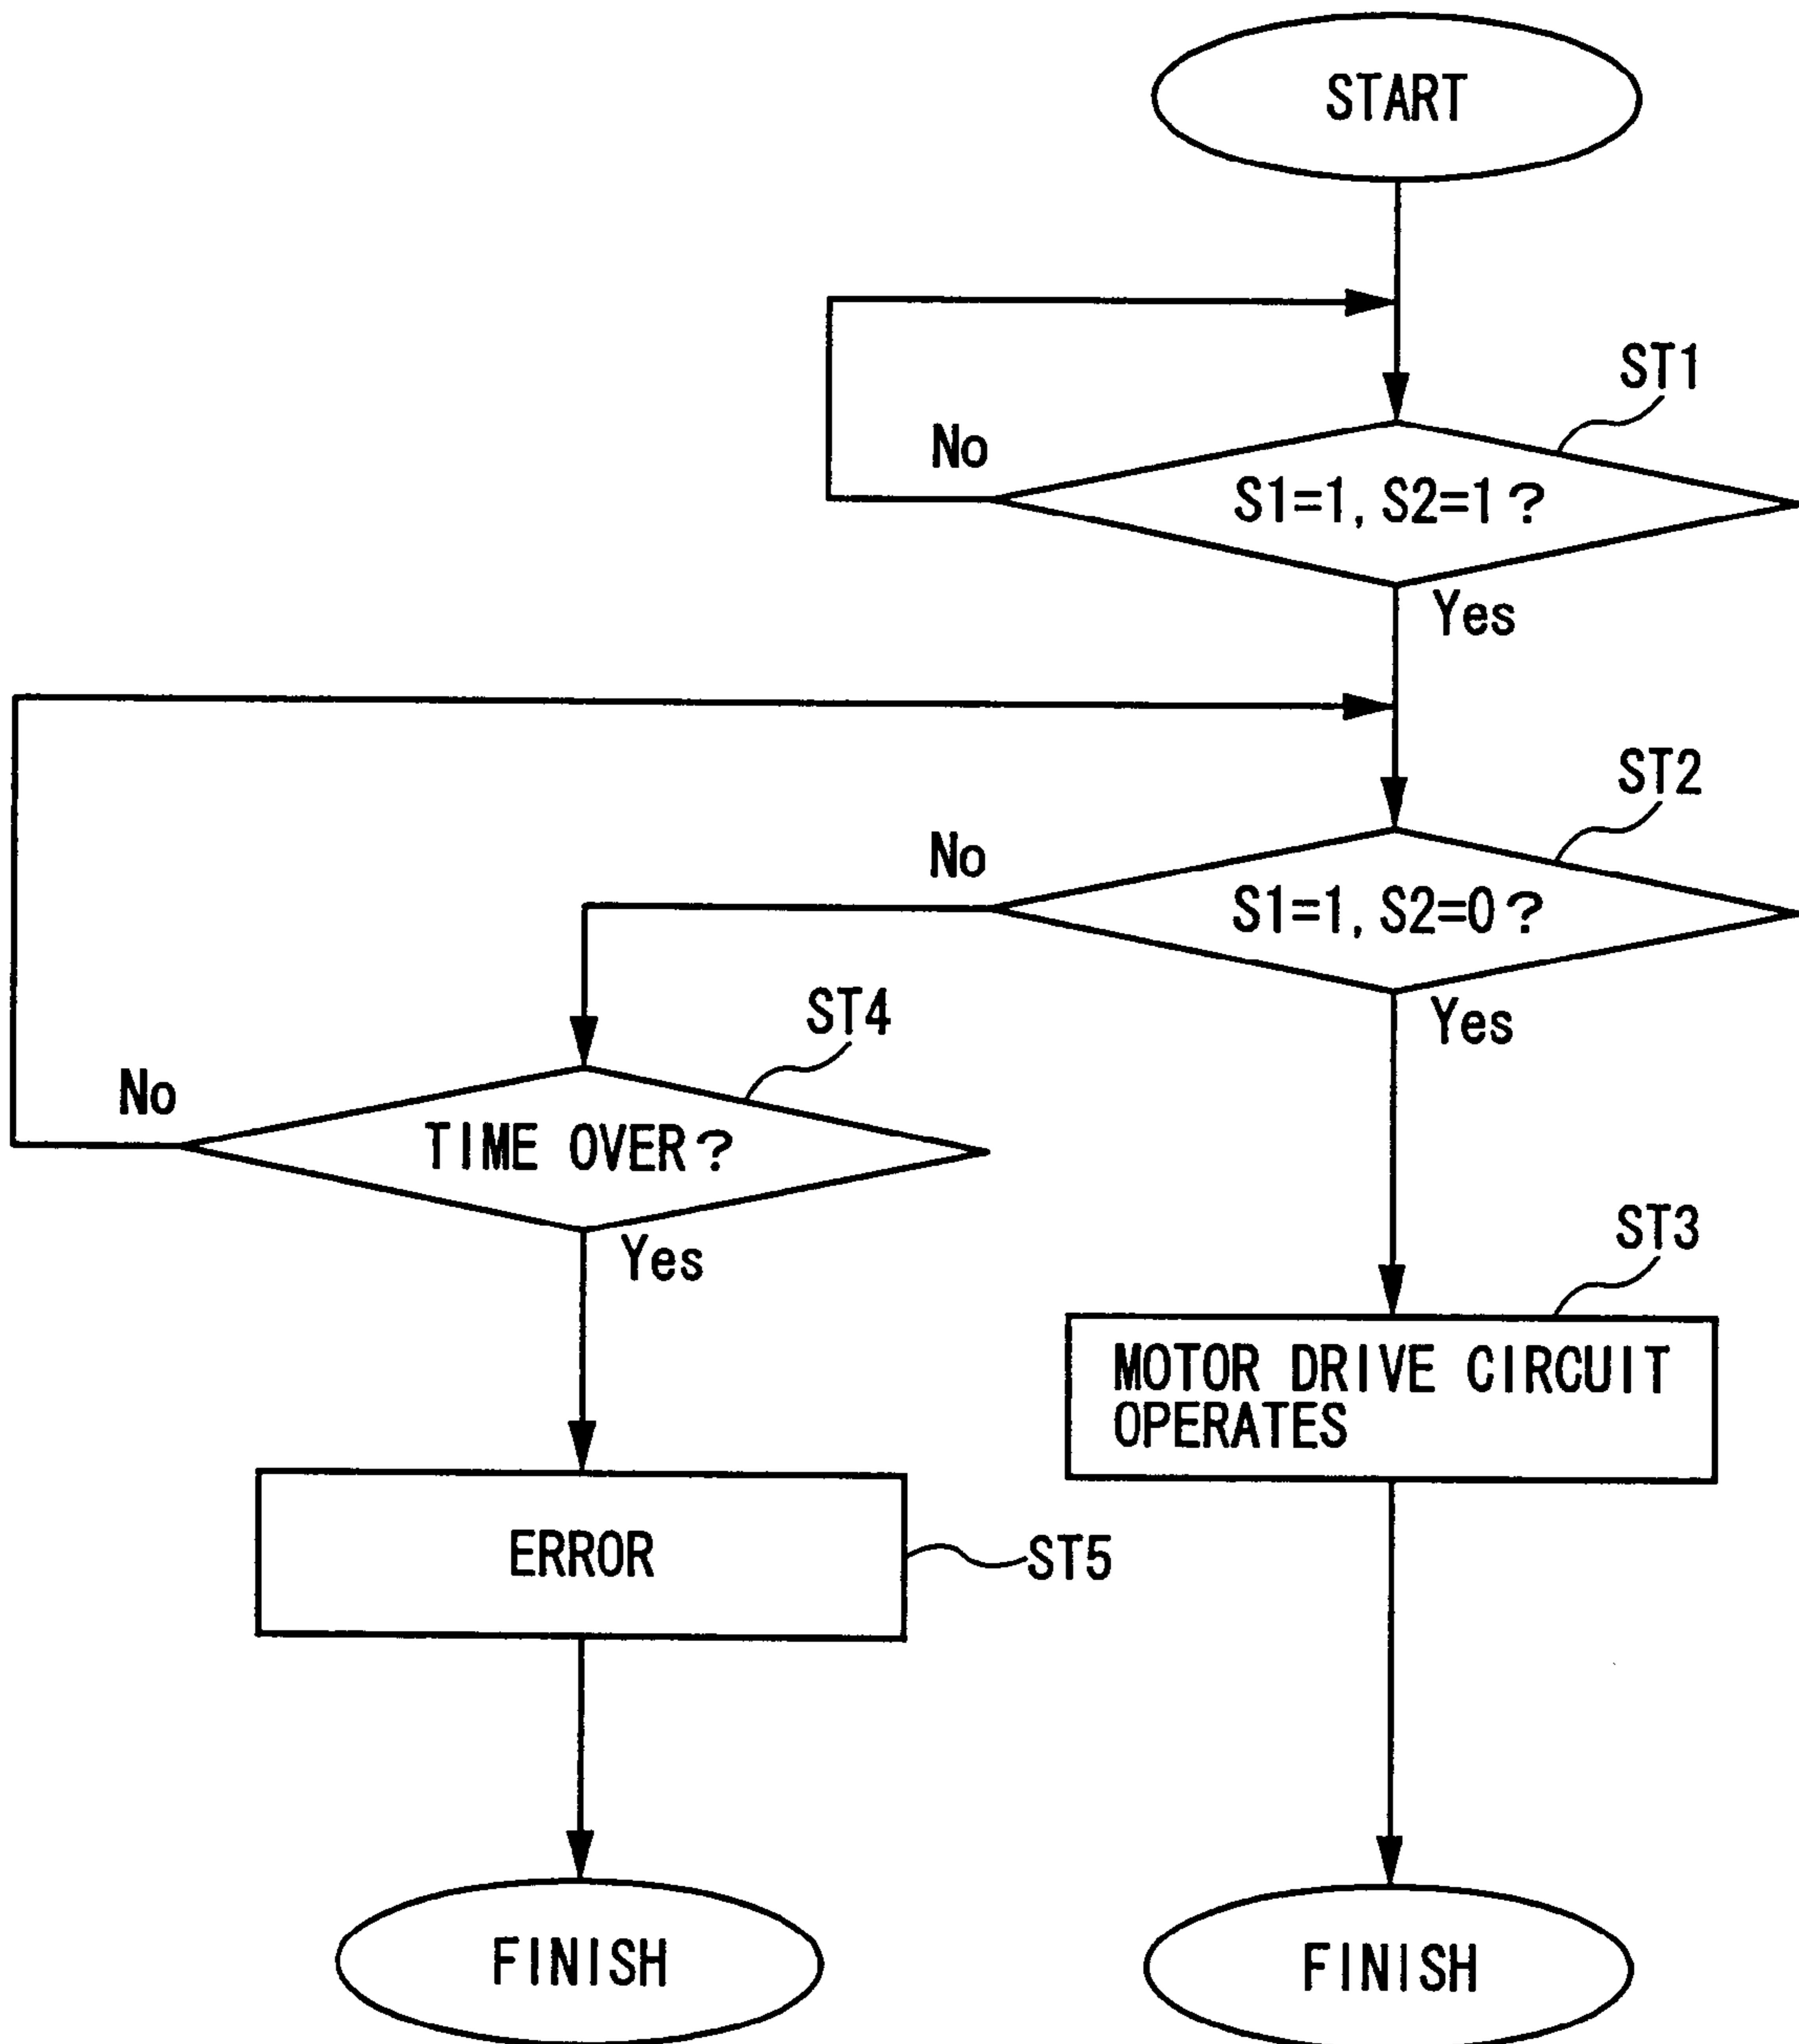 START
ST1
No
S1=1, S2=1?
Yes
ST2
No
S1=1, S2=0?
Yes
ST4
No
TIME OVER?
Yes
ST3
MOTOR DRIVE CIRCUIT
OPERATES
ERROR
ST5
FINISH
FINISH